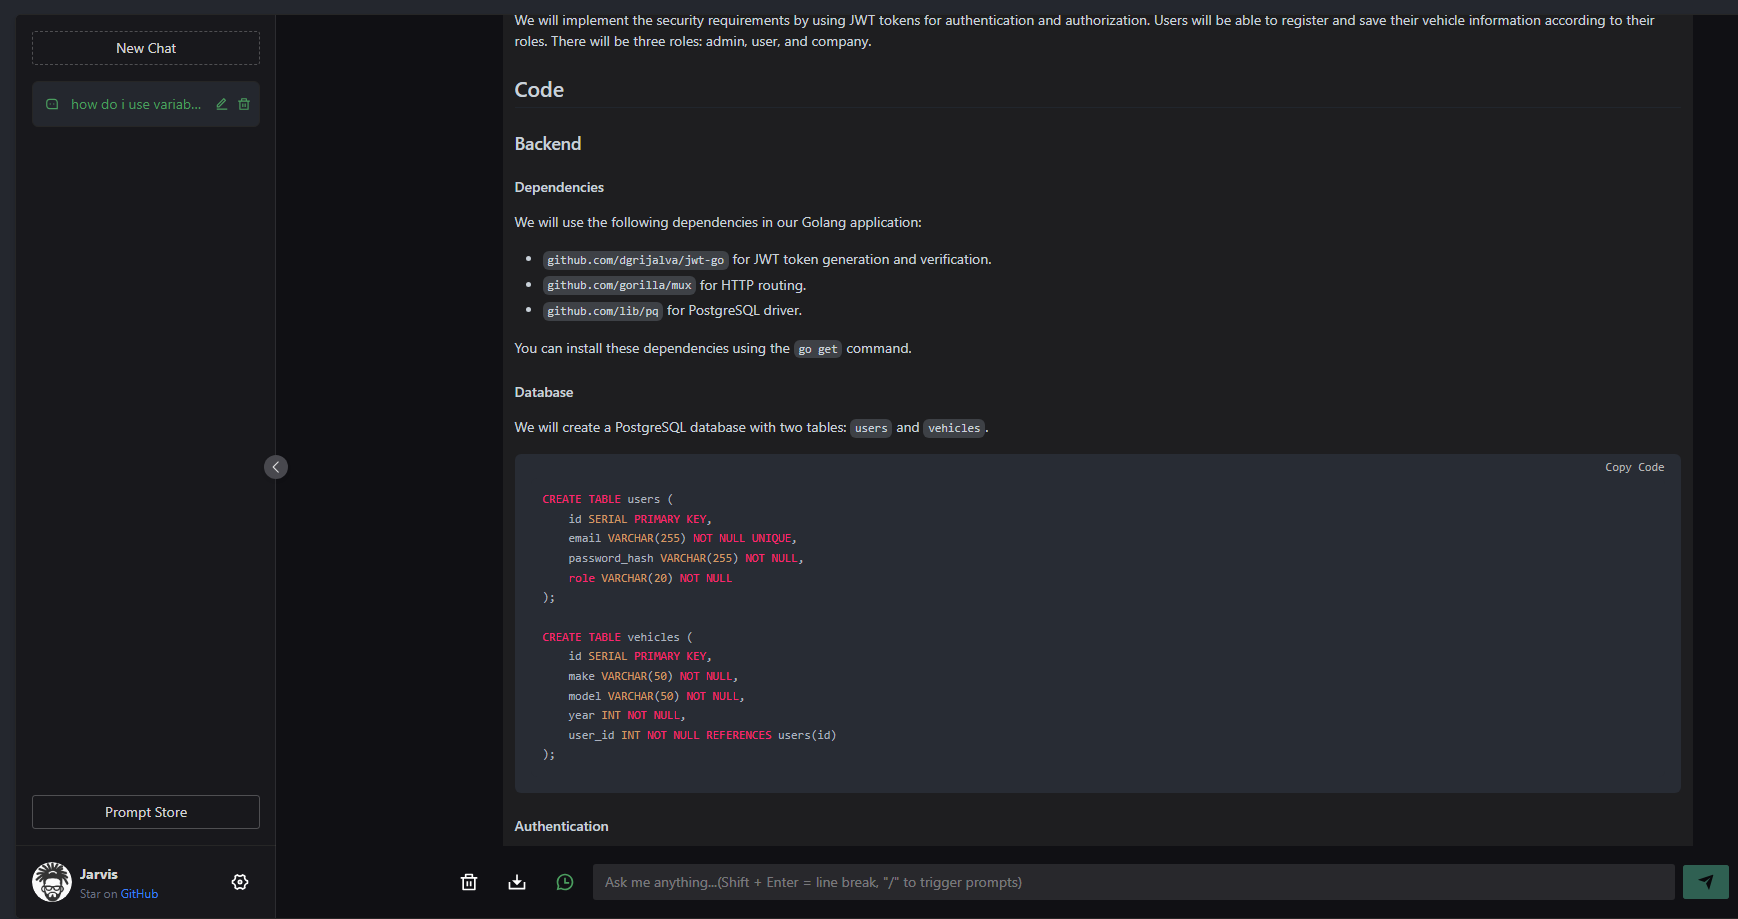 New Chat
how do i use variab...
Prompt Store
Jarvis
Star on GitHub
We will implement the security requirements by using JWT tokens for authentication and authorization. Users will be able to register and save their vehicle information according to their
roles. There will be three roles: admin, user, and company.
Code
Backend
Dependencies
We will use the following dependencies in our Golang application:
• github.com/dgrijalva/jwt-go for JWT token generation and verification.
• github.com/gorilla/mux for HTTP routing.
• github.com/lib/pq for PostgreSQL driver.
You can install these dependencies using the go get command.
Database
We will create a PostgreSQL database with two tables: users and vehicles.
Copy Code
CREATE TABLE users (
    id SERIAL PRIMARY KEY,
    email VARCHAR(255) NOT NULL UNIQUE,
    password_hash VARCHAR(255) NOT NULL,
    role VARCHAR(20) NOT NULL
);
CREATE TABLE vehicles (
    id SERIAL PRIMARY KEY,
    make VARCHAR(50) NOT NULL,
    model VARCHAR(50) NOT NULL,
    year INT NOT NULL,
    user_id INT NOT NULL REFERENCES users(id)
);
Authentication
Ask me anything...(Shift + Enter = line break, "/" to trigger prompts)